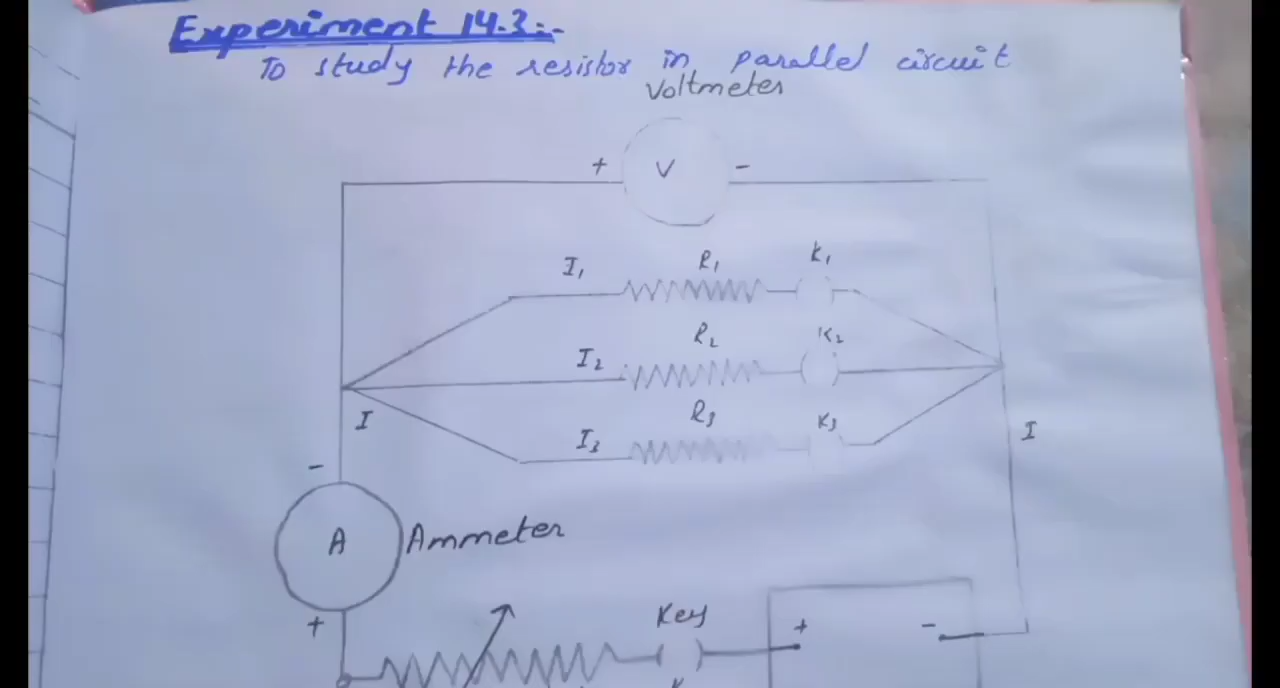 Experiment 14.3:-
To study the resistor in parallel circuit
Voltmeter
+ V -
I₁ R₁ K₁
I₂ R₂ K₂
I R₃ K₃
I₃ I
-
A Ammeter
+ Key + -
K